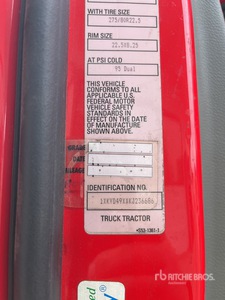 WITH TIRE SIZE
275/80R22.5
RIM SIZE
22.5X8.25
AT PSI COLD
95 Dual
THIS VEHICLE
CONFORMS TO ALL
APPLICABLE U.S.
FEDERAL MOTOR
VEHICLE SAFETY
STANDARDS IN
EFFECT ON THE DATE
OF MANUFACTURE
SHOWN ABOVE.
GRADE
DATE
IDENTIFICATION NO.
TRUCK TRACTOR
RITCHIE BROS.